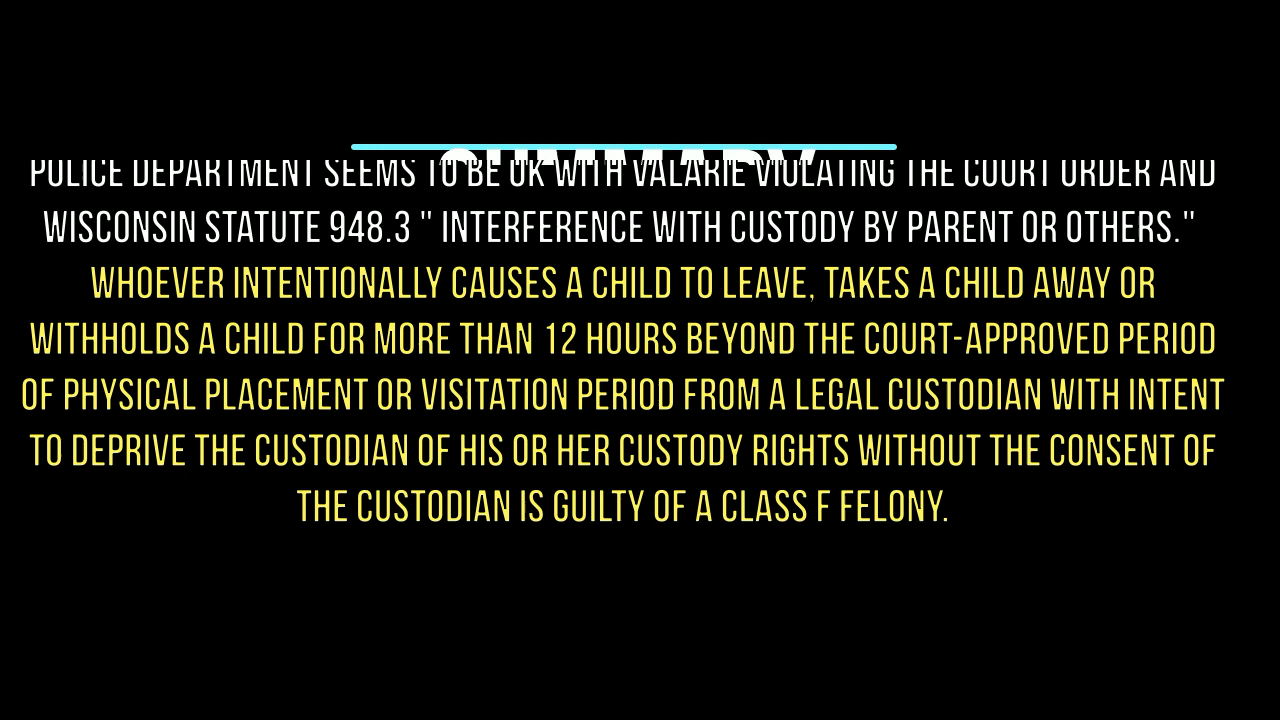 SUMMARY
POLICE DEPARTMENT SEEMS TO BE OK WITH VALARIE VIOLATING THE COURT ORDER AND
WISCONSIN STATUTE 948.3 " INTERFERENCE WITH CUSTODY BY PARENT OR OTHERS."
WHOEVER INTENTIONALLY CAUSES A CHILD TO LEAVE, TAKES A CHILD AWAY OR
WITHHOLDS A CHILD FOR MORE THAN 12 HOURS BEYOND THE COURT-APPROVED PERIOD
OF PHYSICAL PLACEMENT OR VISITATION PERIOD FROM A LEGAL CUSTODIAN WITH INTENT
TO DEPRIVE THE CUSTODIAN OF HIS OR HER CUSTODY RIGHTS WITHOUT THE CONSENT OF
THE CUSTODIAN IS GUILTY OF A CLASS F FELONY.